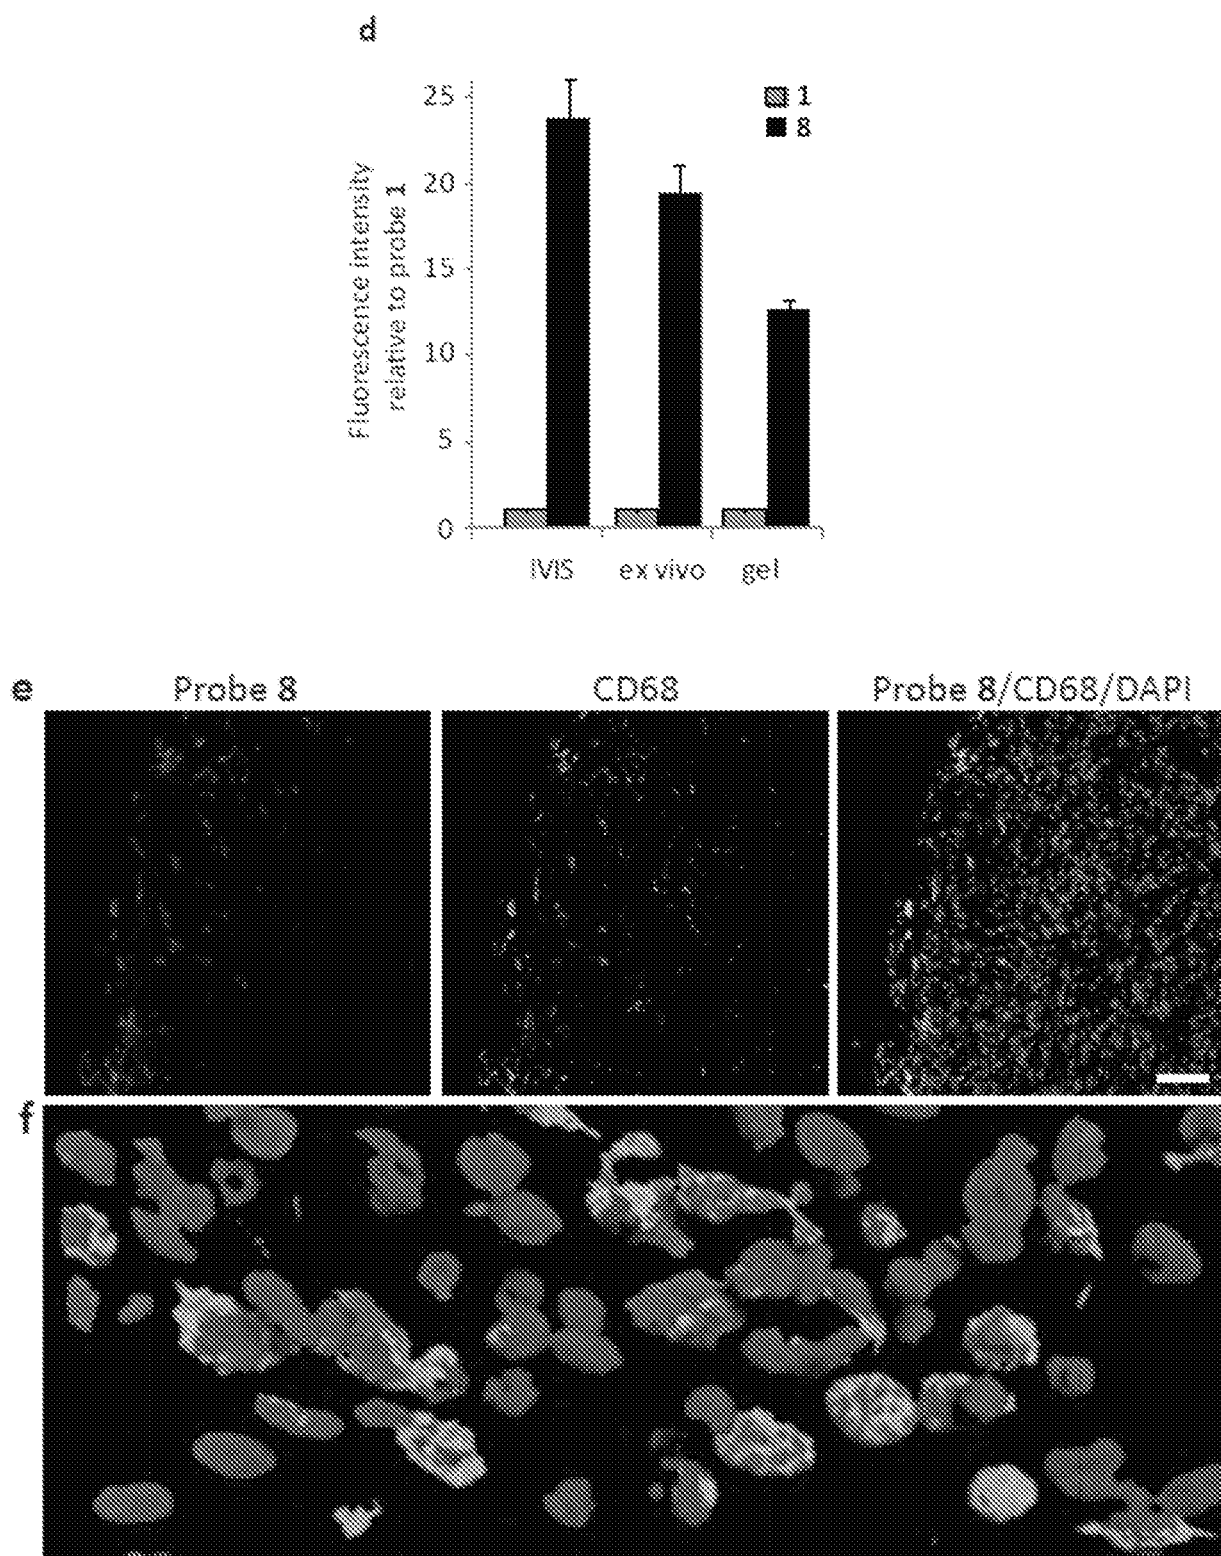 d
25
20
15
10
5
0
Fluorescence intensity
relative to probe 1
1
8
IVIS
ex vivo
gel
e
Probe 8
CD68
Probe 8/CD68/DAPI
f